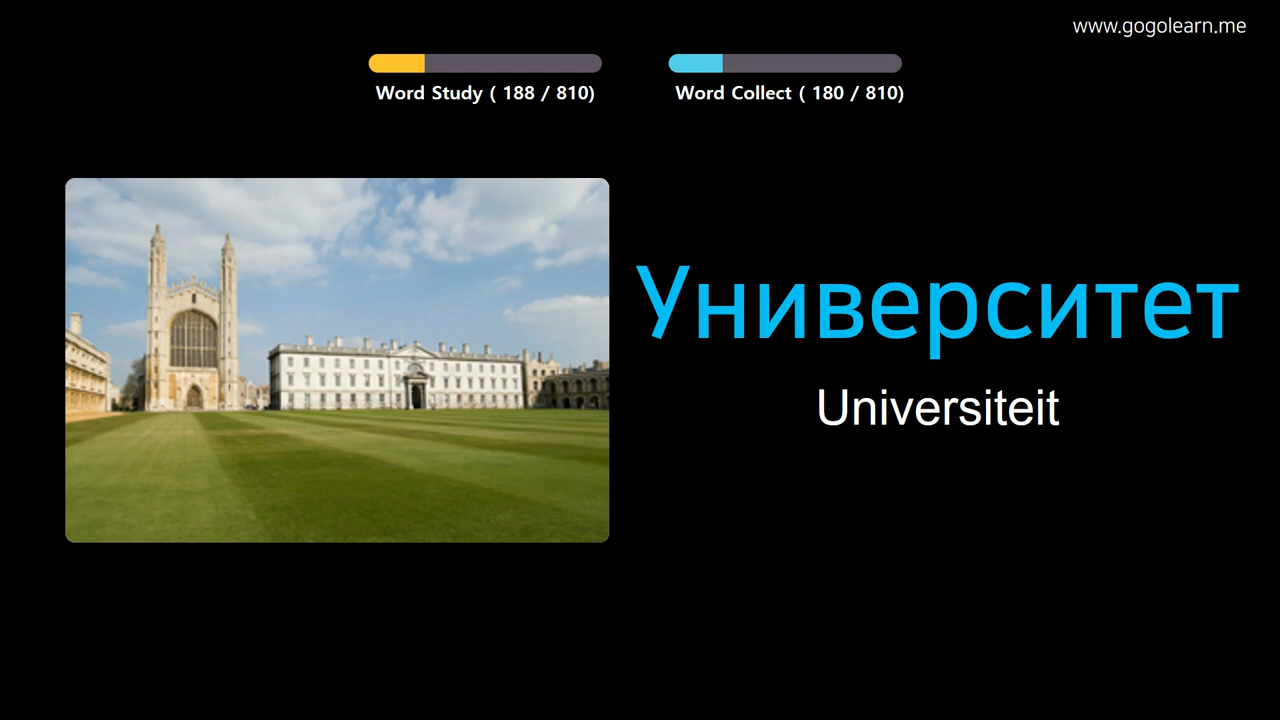 www.gogolearn.me
Word Study ( 188 / 810)
Word Collect ( 180 / 810)
Университет
Universiteit